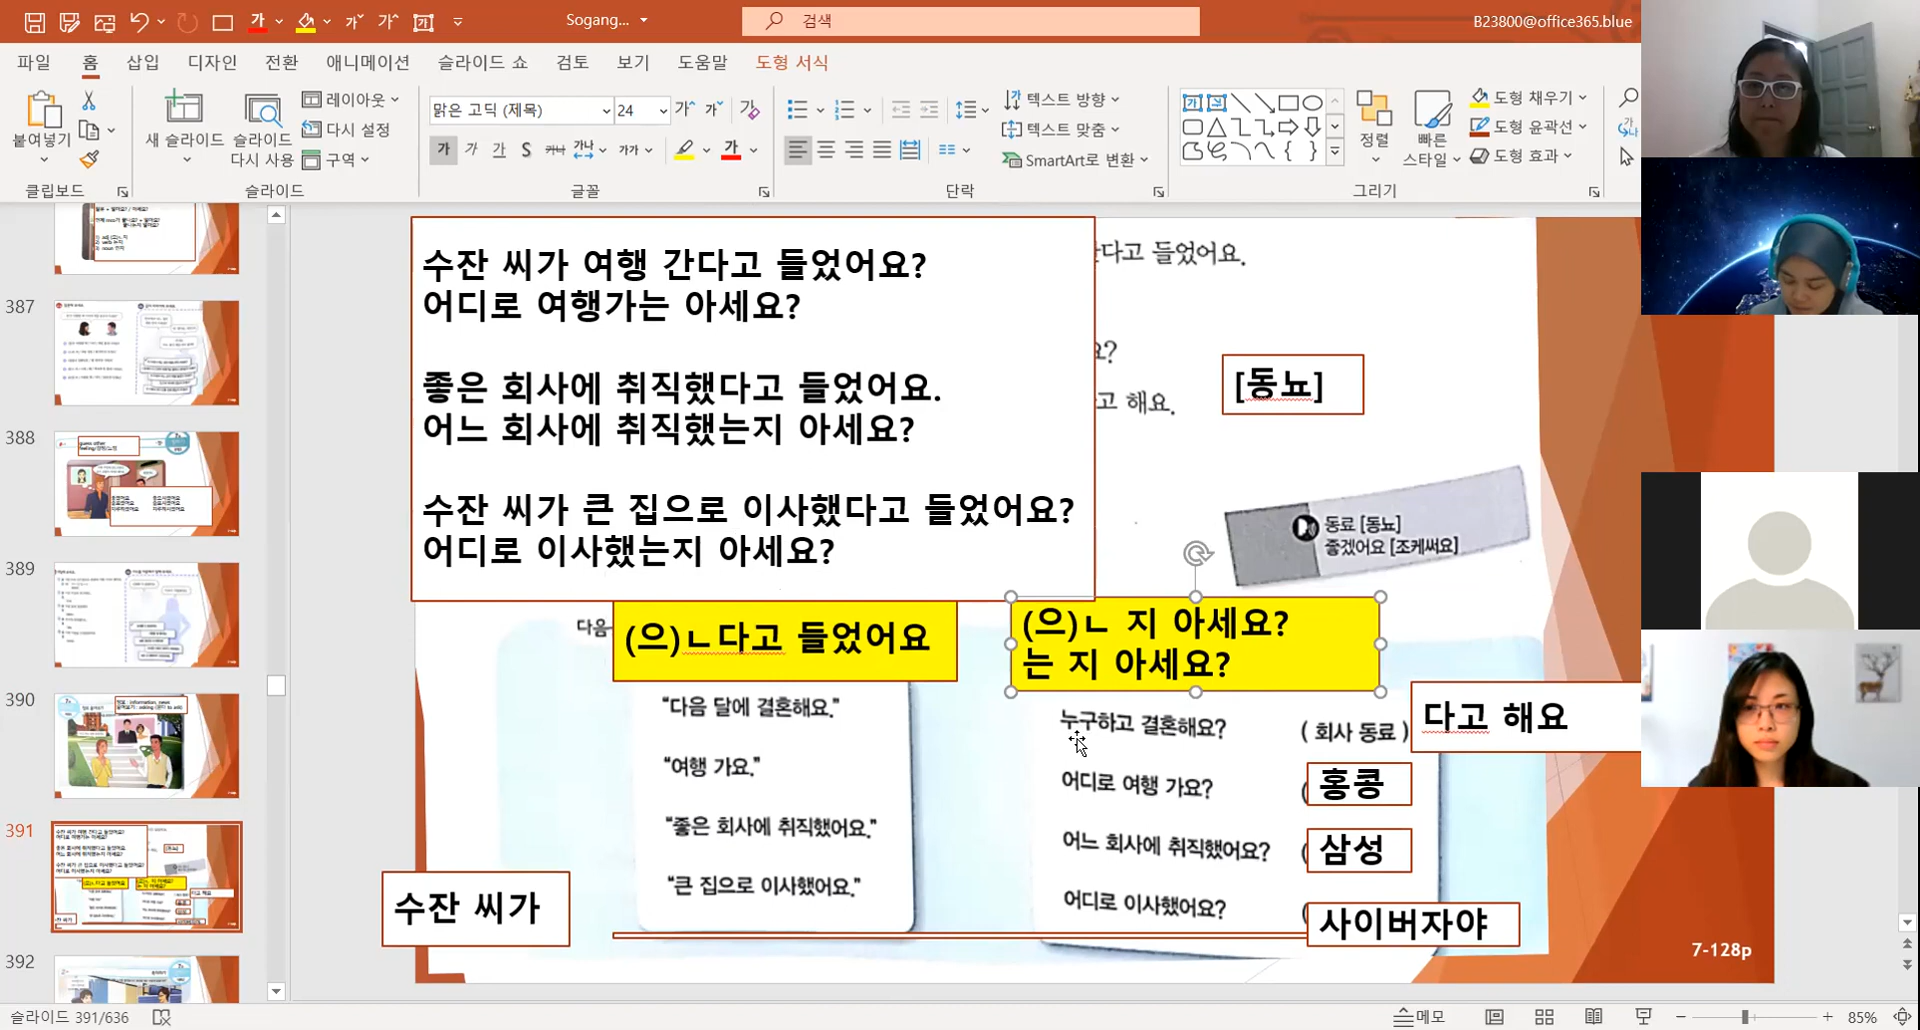 Sogang...
검색
B23800@office365.blue
파일 홈 삽입 디자인 전환 애니메이션 슬라이드 쇼 검토 보기 도움말 도형 서식
붙여넣기
새 슬라이드
슬라이드 다시 사용
레이아웃
다시 설정
구역
맑은 고딕 (제목) 24
텍스트 방향
텍스트 맞춤
SmartArt로 변환
정렬
빠른 스타일
도형 채우기
도형 윤곽선
도형 효과
클립보드 슬라이드 글꼴 단락 그리기
387
388
389
390
391
392
수잔 씨가 여행 간다고 들었어요?
어디로 여행가는 아세요?
좋은 회사에 취직했다고 들었어요.
어느 회사에 취직했는지 아세요?
수잔 씨가 큰 집으로 이사했다고 들었어요?
어디로 이사했는지 아세요?
다고 들었어요.
요?
고 해요.
[동뇨]
동료 [동뇨]
좋겠어요 [조케써요]
다음
(으)ㄴ다고 들었어요
(으)ㄴ 지 아세요?
는 지 아세요?
"다음 달에 결혼해요."
"여행 가요."
"좋은 회사에 취직했어요."
"큰 집으로 이사했어요."
누구하고 결혼해요? ( 회사 동료 )
다고 해요
어디로 여행 가요? (
홍콩
어느 회사에 취직했어요? (
삼성
어디로 이사했어요? (
사이버자야
수잔 씨가
7-128p
슬라이드 391/636
메모
85%